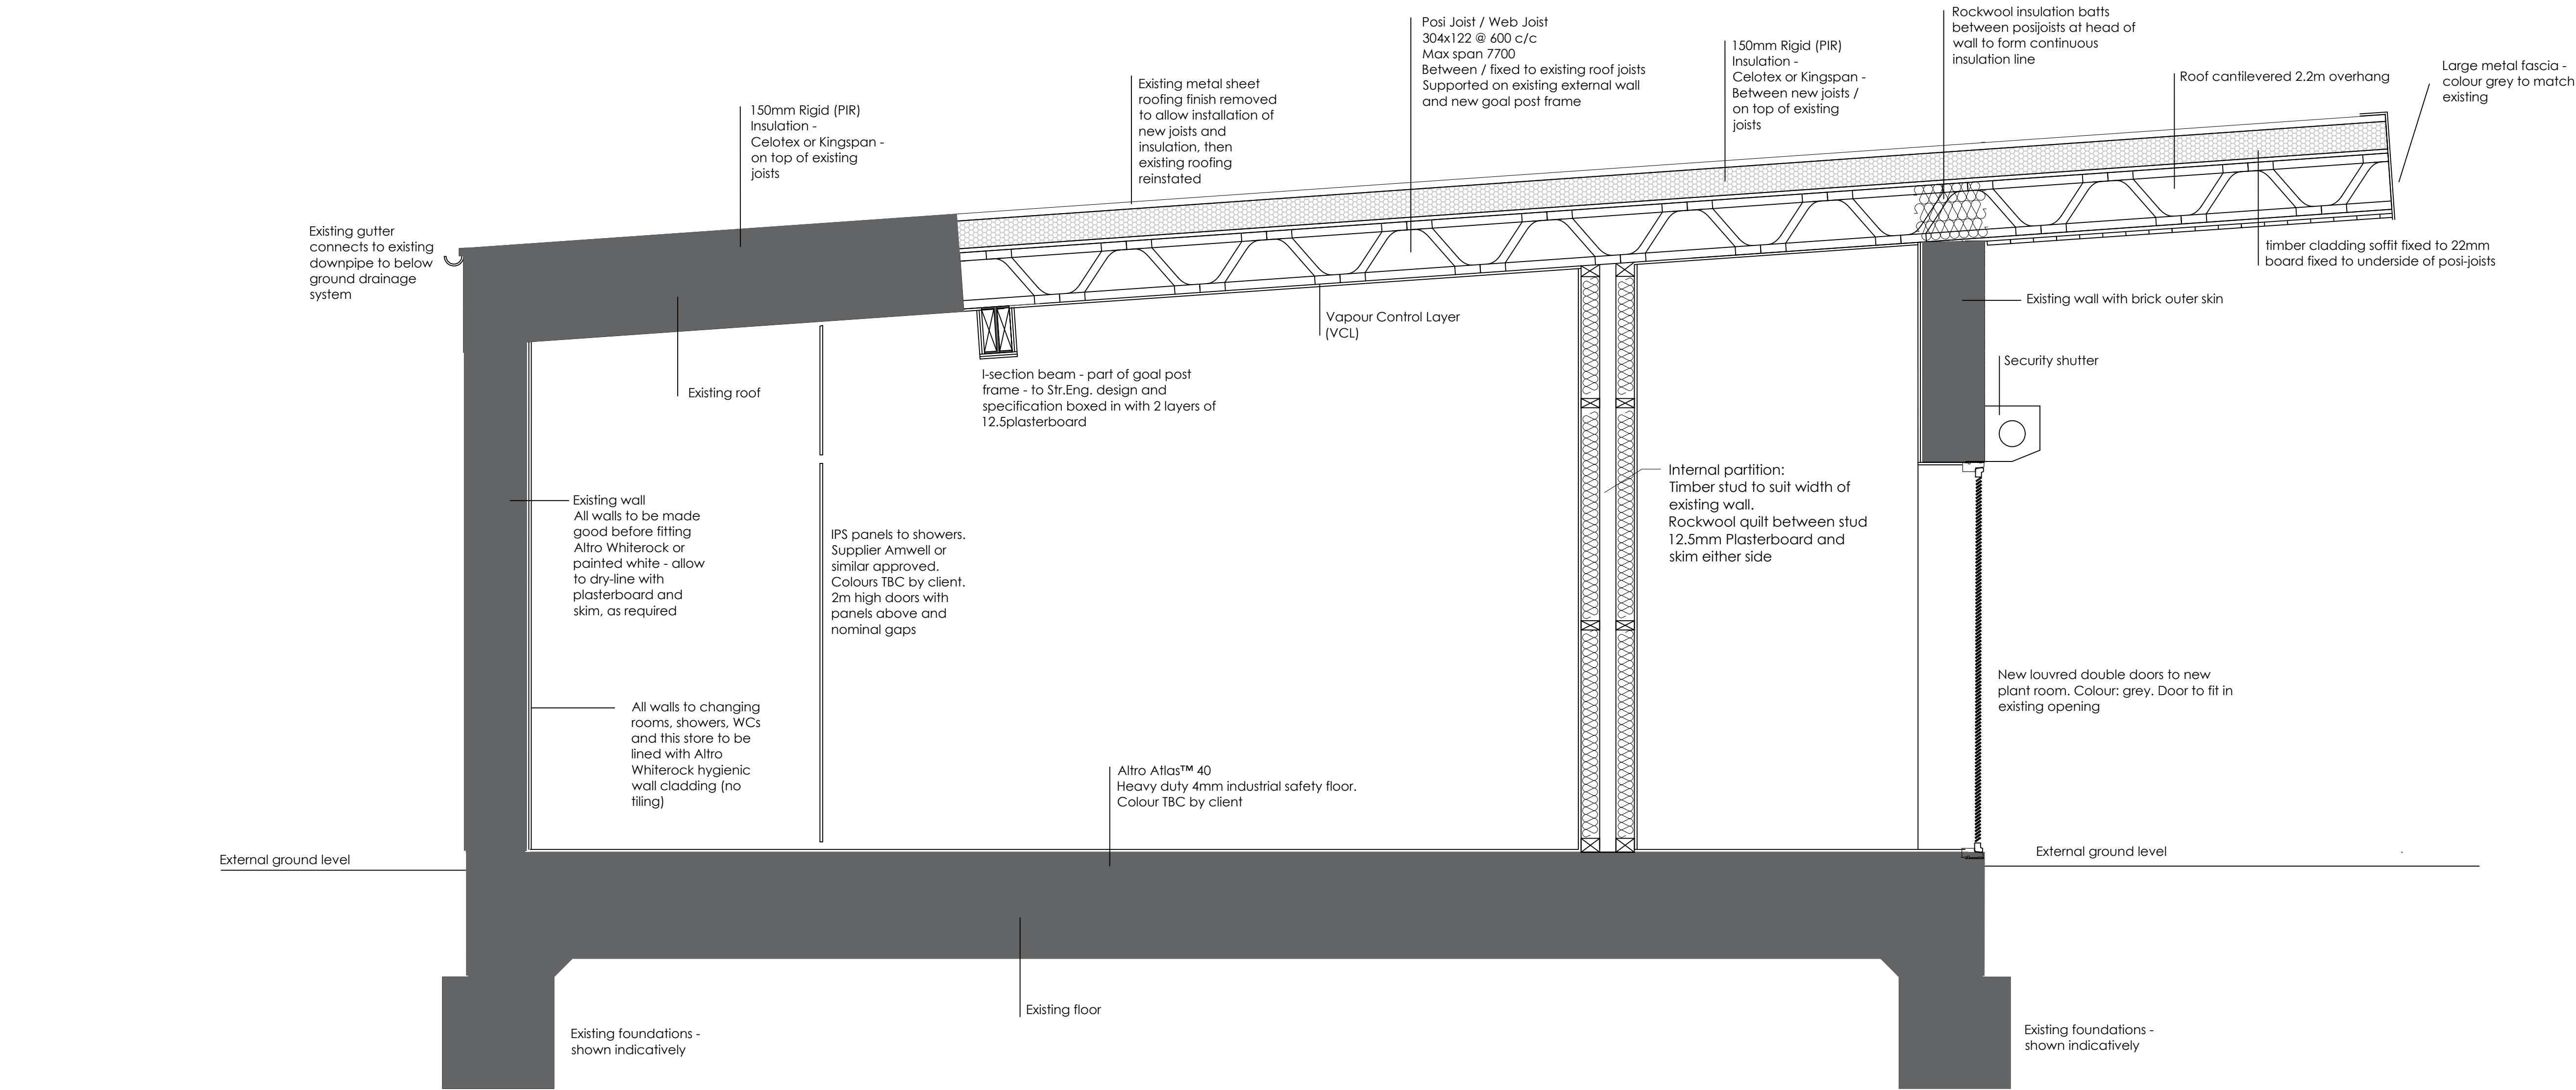 Rockwool insulation batts
between posijoists at head of
wall to form continuous
insulation line
Posi Joist / Web Joist
304x122 @ 600 c/c
Max span 7700
Between / fixed to existing roof joists
Supported on existing external wall
and new goal post frame
150mm Rigid (PIR)
Insulation -
Celotex or Kingspan -
Between new joists /
on top of existing
joists
Large metal fascia -
colour grey to match
existing
Roof cantilevered 2.2m overhang
Existing metal sheet
roofing finish removed
to allow installation of
new joists and
insulation, then
existing roofing
reinstated
150mm Rigid (PIR)
Insulation -
Celotex or Kingspan -
on top of existing
joists
Existing gutter
connects to existing
downpipe to below
ground drainage
system
timber cladding soffit fixed to 22mm
board fixed to underside of posi-joists
Existing wall with brick outer skin
Vapour Control Layer
(VCL)
Security shutter
I-section beam - part of goal post
frame - to Str.Eng. design and
specification boxed in with 2 layers of
12.5plasterboard
Existing roof
Internal partition:
Timber stud to suit width of
existing wall.
Rockwool quilt between stud
12.5mm Plasterboard and
skim either side
Existing wall
All walls to be made
good before fitting
Altro Whiterock or
painted white - allow
to dry-line with
plasterboard and
skim, as required
IPS panels to showers.
Supplier Amwell or
similar approved.
Colours TBC by client.
2m high doors with
panels above and
nominal gaps
New louvred double doors to new
plant room. Colour: grey. Door to fit in
existing opening
All walls to changing
rooms, showers, WCs
and this store to be
lined with Altro
Whiterock hygienic
wall cladding (no
tiling)
Altro Atlas™ 40
Heavy duty 4mm industrial safety floor.
Colour TBC by client
External ground level
External ground level
Existing floor
Existing foundations -
shown indicatively
Existing foundations -
shown indicatively